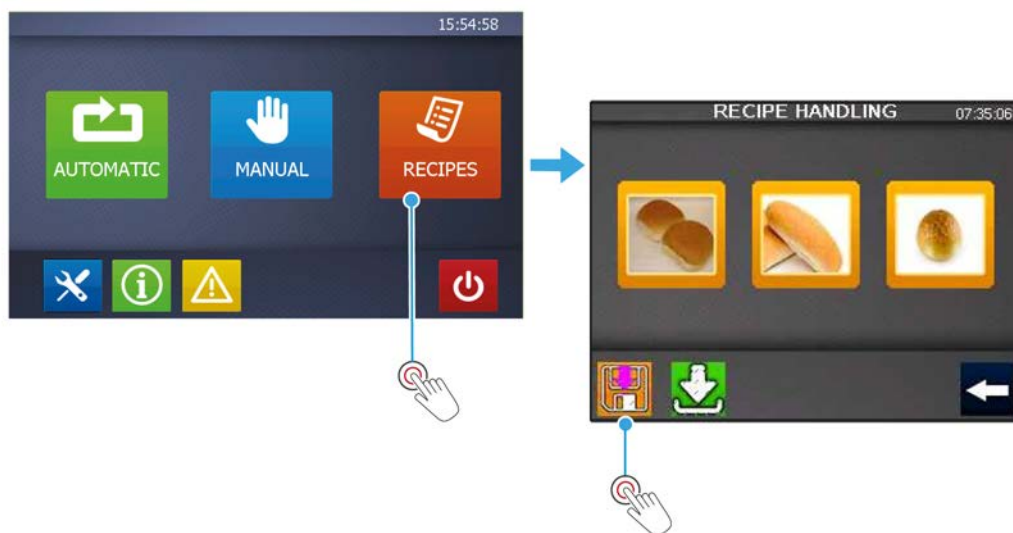 15:54:58
AUTOMATIC
MANUAL
RECIPES
RECIPE HANDLING
07:35:06